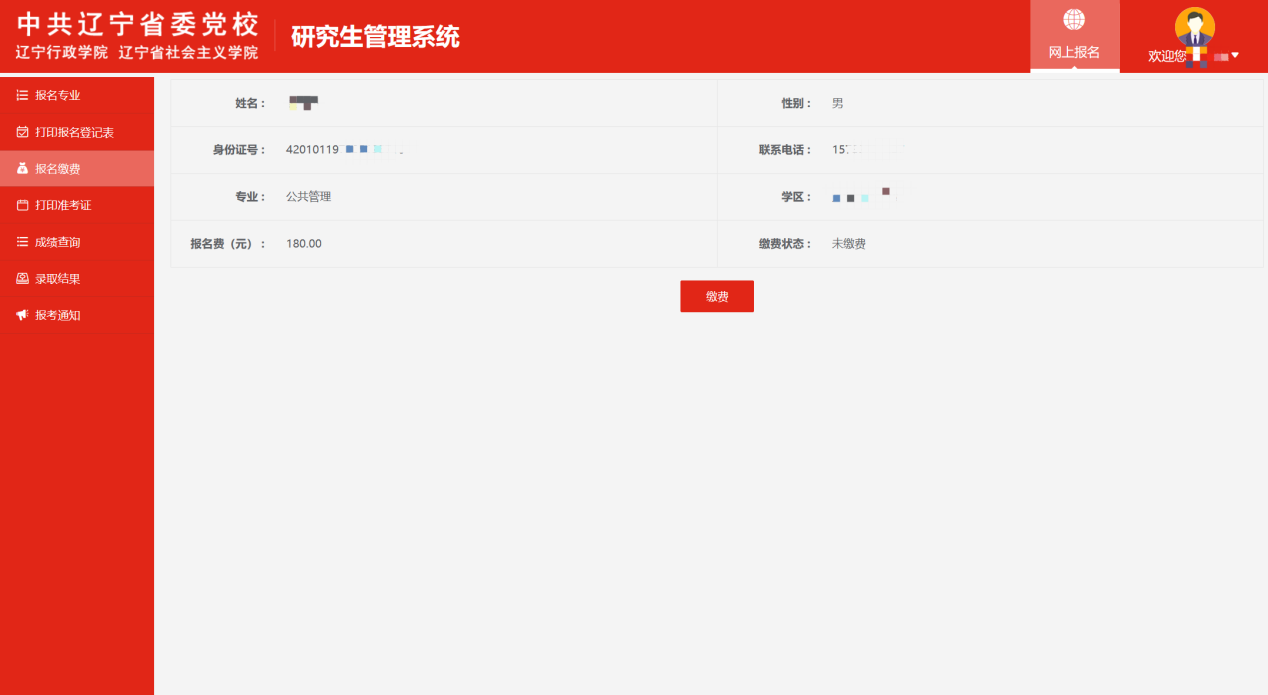 中共辽宁省委党校
辽宁行政学院 辽宁省社会主义学院
研究生管理系统
网上报名
欢迎您
报名专业
打印报名登记表
报名缴费
打印准考证
成绩查询
录取结果
报考通知
姓名：
性别： 男
身份证号： 42010119
联系电话： 15
专业： 公共管理
学区：
报名费（元）： 180.00
缴费状态： 未缴费
缴费